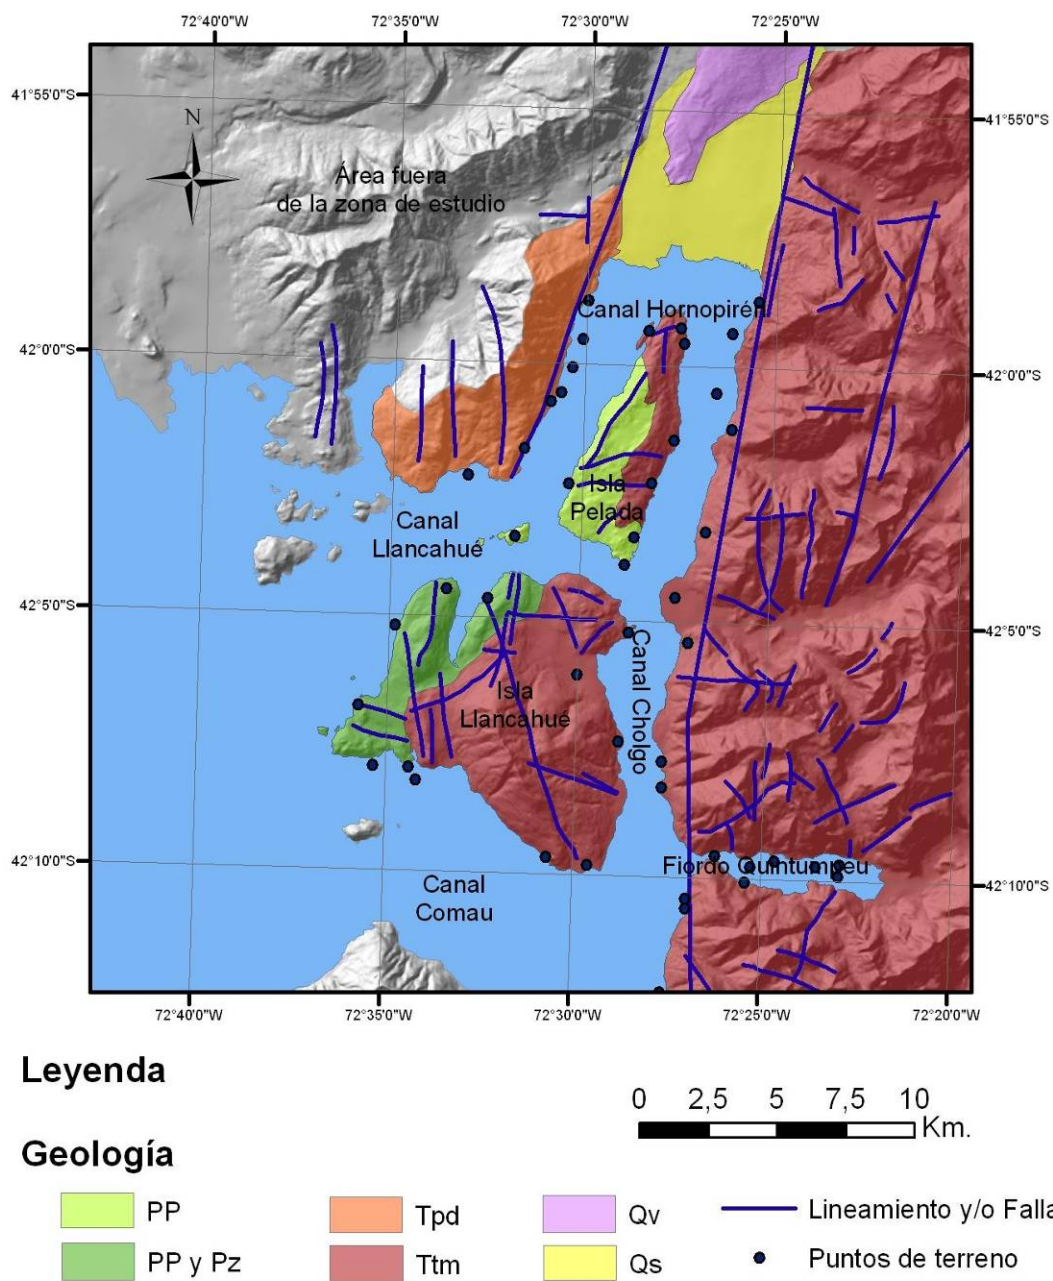 72°40'0"W
72°35'0"W
72°30'0"W
72°25'0"W
41°55'0"S
41°55'0"S
N
Área fuera
de la zona de estudio
Canal Hornopirén
42°0'0"S
42°0'0"S
Isla
Pelada
Canal
Llancahué
42°5'0"S
42°5'0"S
Canal Cholgo
Isla
Llancahué
42°10'0"S
42°10'0"S
Fiordo Quintumpeu
Canal
Comau
72°40'0"W
72°35'0"W
72°30'0"W
72°25'0"W
72°20'0"W
Leyenda
0 2,5 5 7,5 10
Km.
Geología
PP
Tpd
Qv
Lineamiento y/o Falla
PP y Pz
Ttm
Qs
Puntos de terreno